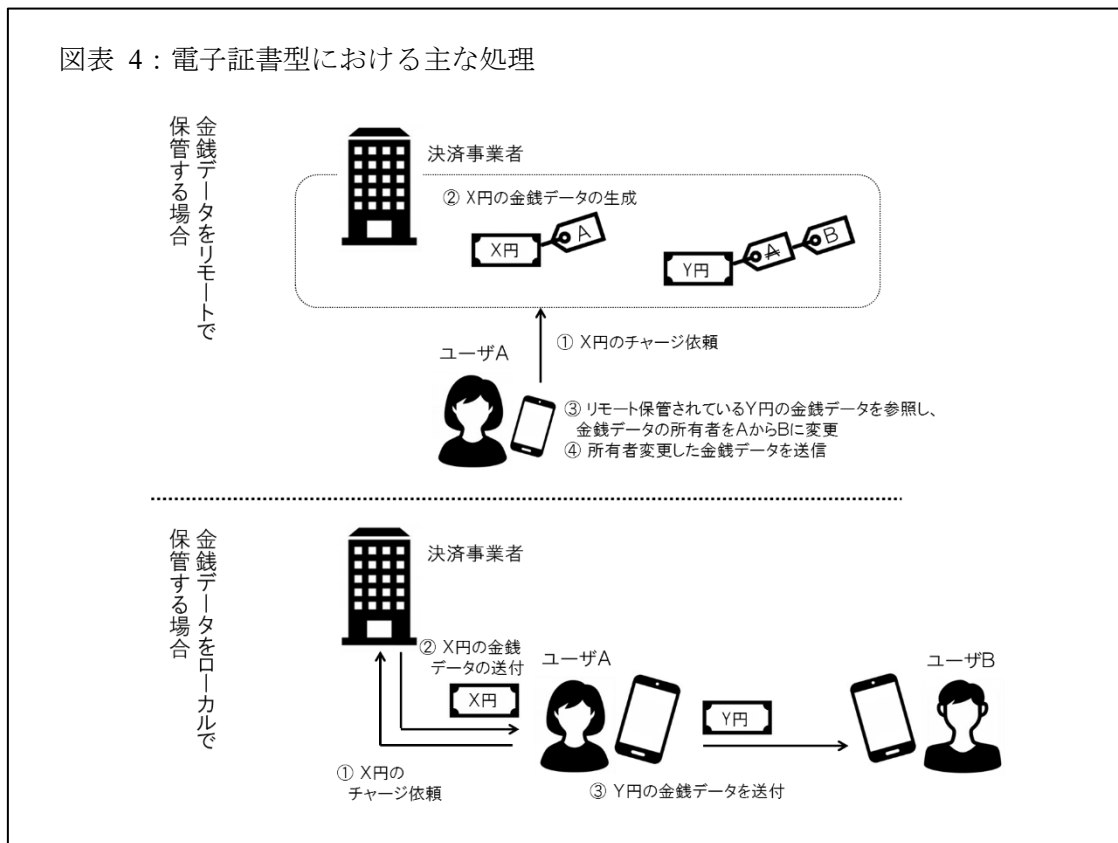 図表 4：電子証書型における主な処理
金銭データをリモートで
保管する場合
決済事業者
② X円の金銭データの生成
X円
A
Y円
A
B
① X円のチャージ依頼
ユーザA
③ リモート保管されているY円の金銭データを参照し、
金銭データの所有者をAからBに変更
④ 所有者変更した金銭データを送信
金銭データをローカルで
保管する場合
決済事業者
② X円の金銭
データの送付
X円
ユーザA
Y円
ユーザB
① X円の
チャージ依頼
③ Y円の金銭データを送付